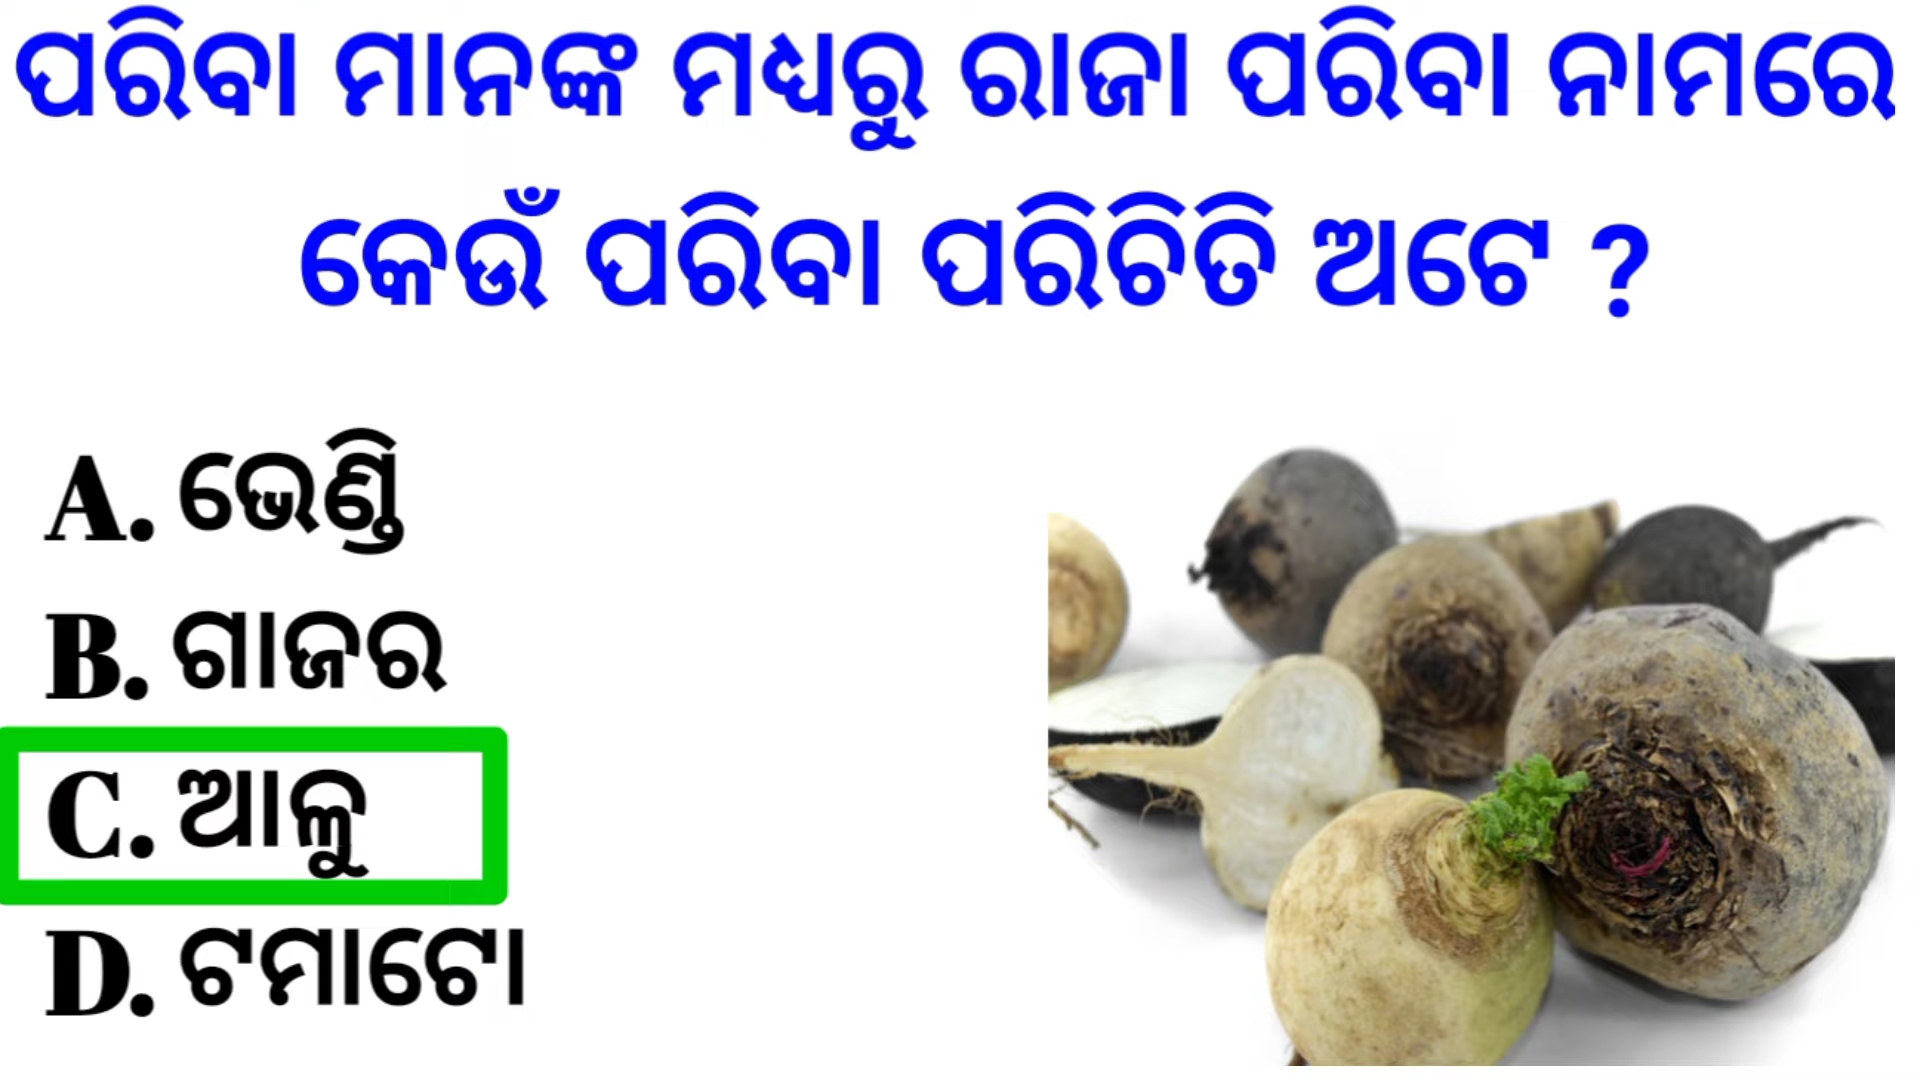 ପରିବା ମାନଙ୍କ ମଧ୍ୟରୁ ରାଜା ପରିବା ନାମରେ
କେଉଁ ପରିବା ପରିଚିତି ଅଟେ ?
A. ଭେଣ୍ଡି
B. ଗାଜର
C. ଆଳୁ
D. ଟମାଟୋ